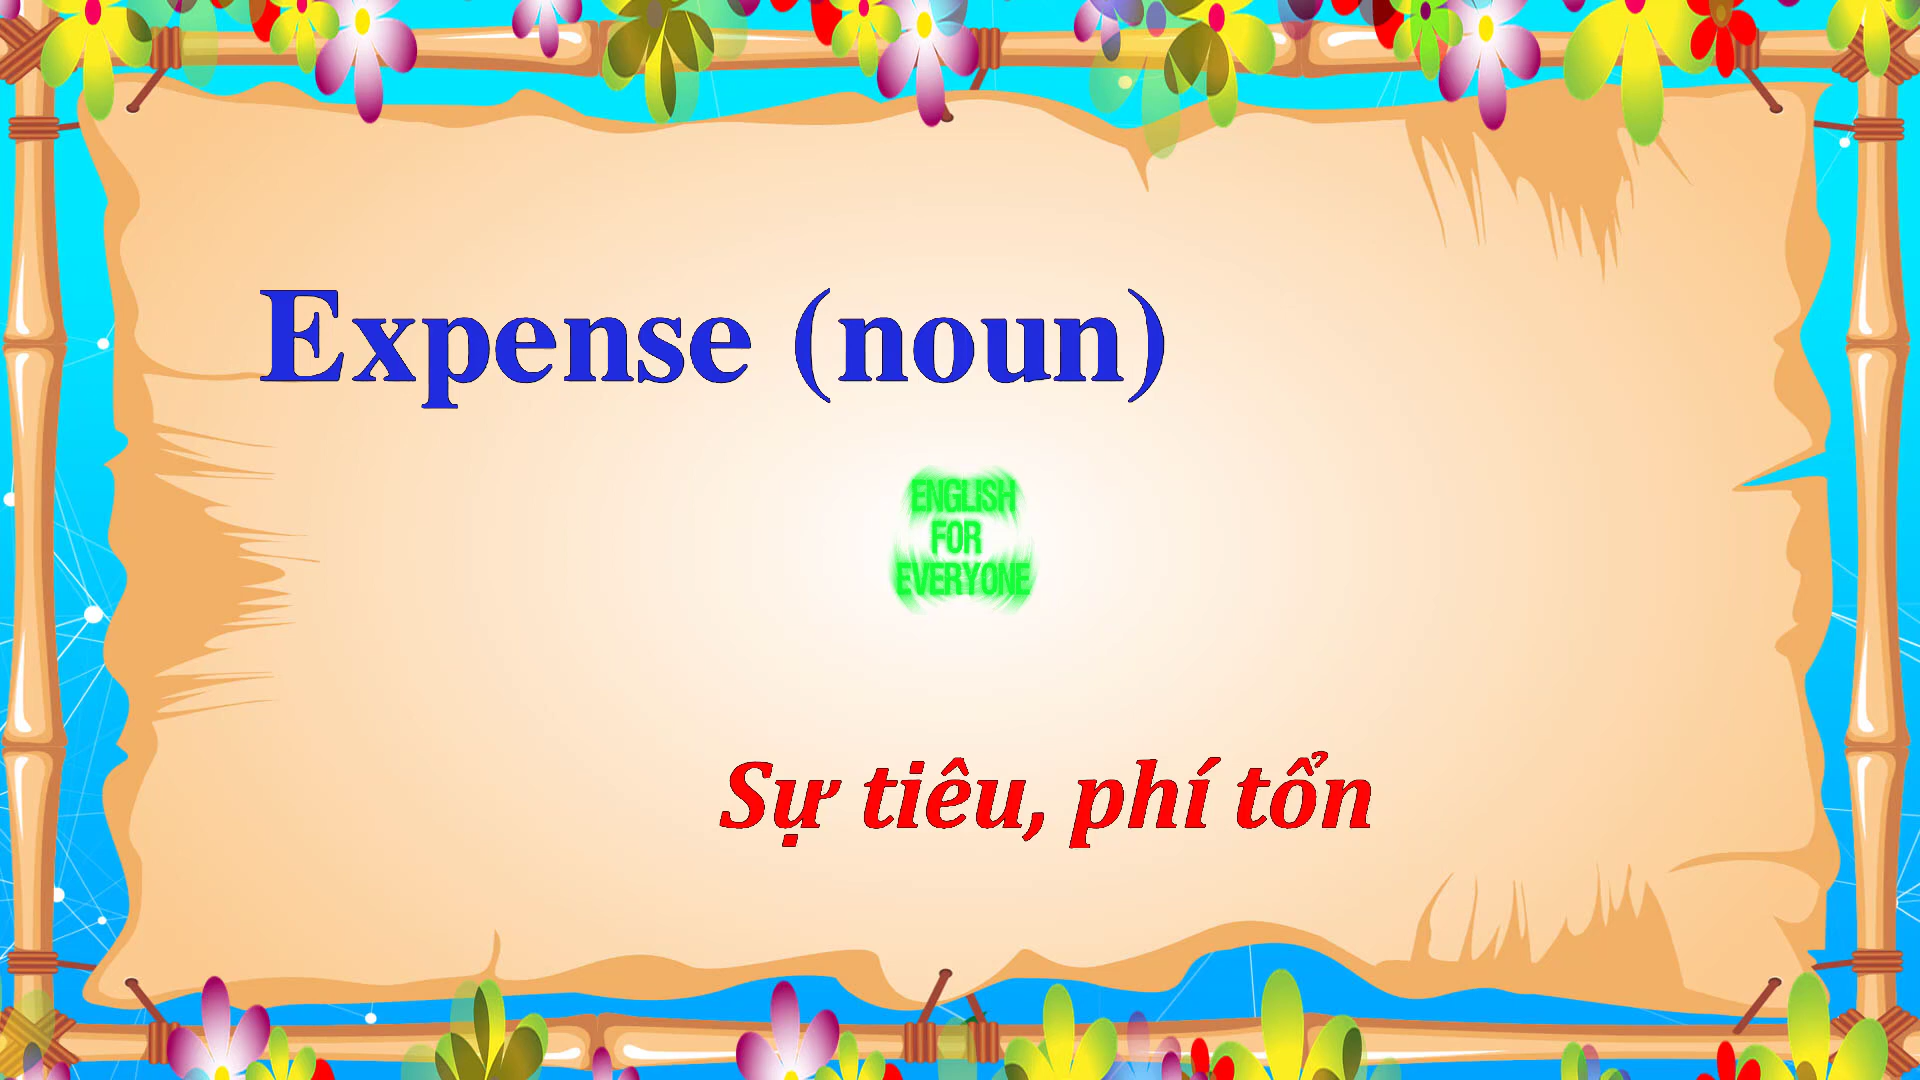 Expense (noun)
ENGLISH
FOR
EVERYONE
Sự tiêu, phí tổn